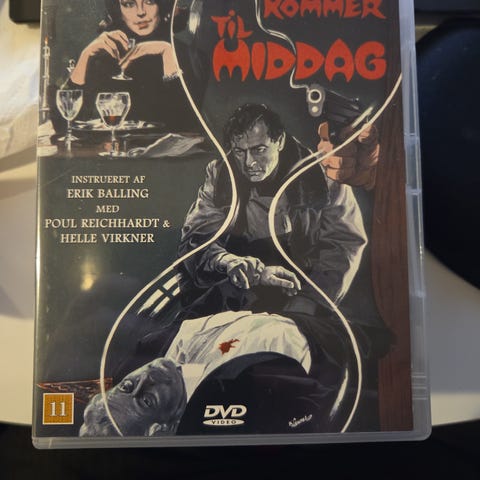 KOMMER
TIL
MIDDAG
INSTRUERET AF
ERIK BALLING
MED
POUL REICHHARDT &
HELLE VIRKNER
11
DVD
VIDEO